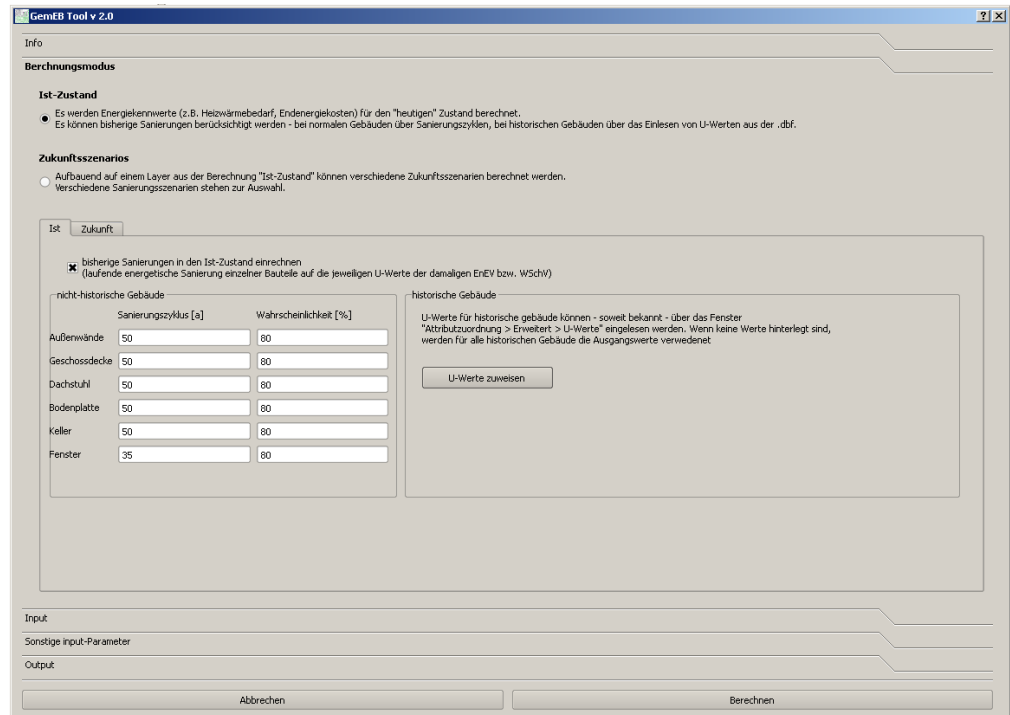 GemEB Tool v 2.0
Info
Berchnungsmodus
Ist-Zustand
Es werden Energiekennwerte (z.B. Heizwärmebedarf, Endenergiekosten) für den "heutigen" Zustand berechnet.
Es können bisherige Sanierungen berücksichtigt werden - bei normalen Gebäuden über Sanierungszyklen, bei historischen Gebäuden über das Einlesen von U-Werten aus der .dbf.
Zukunftsszenarios
Aufbauend auf einem Layer aus der Berechnung "Ist-Zustand" können verschiedene Zukunftsszenarien berechnet werden.
Verschiedene Sanierungsszenarien stehen zur Auswahl.
Ist Zukunft
bisherige Sanierungen in den Ist-Zustand einrechnen
(laufende energetische Sanierung einzelner Bauteile auf die jeweiligen U-Werte der damaligen EnEV bzw. WSchV)
nicht-historische Gebäude
Sanierungszyklus [a] Wahrscheinlichkeit [%]
Außenwände 50 80
Geschossdecke 50 80
Dachstuhl 50 80
Bodenplatte 50 80
Keller 50 80
Fenster 35 80
historische Gebäude
U-Werte für historische gebäude können - soweit bekannt - über das Fenster
"Attributzuordnung > Erweitert > U-Werte" eingelesen werden. Wenn keine Werte hinterlegt sind,
werden für alle historischen Gebäude die Ausgangswerte verwedenet
U-Werte zuweisen
Input
Sonstige input-Parameter
Output
Abbrechen Berechnen